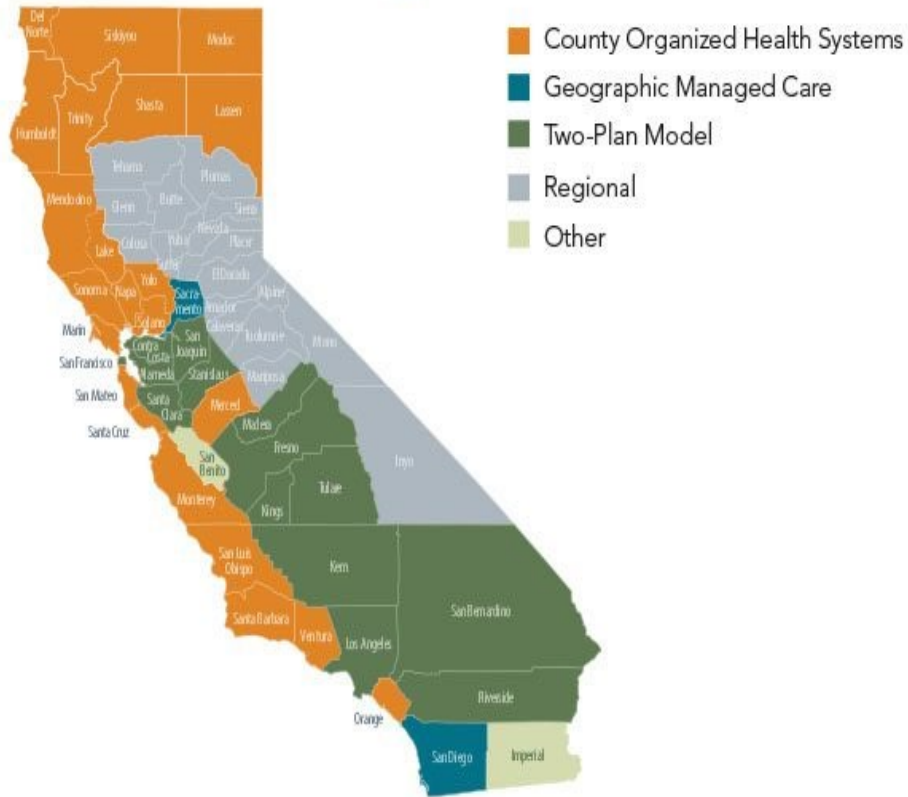 County Organized Health Systems
Geographic Managed Care
Two-Plan Model
Regional
Other
Del
Norte
Siskiyou
Modoc
Humboldt
Trinity
Shasta
Lassen
Tehama
Plumas
Mendocino
Glenn
Butte
Sierra
Lake
Colusa
Yuba
Nevada
Placer
Sutter
El Dorado
Sonoma
Napa
Yolo
Sacra-
mento
Alpine
Amador
Solano
Calaveras
Marin
San Francisco
Contra
Costa
San
Joaquin
Tuolumne
Mono
Alameda
Stanislaus
Mariposa
San Mateo
Santa
Clara
Merced
Santa Cruz
Madera
San
Benito
Fresno
Inyo
Monterey
Kings
Tulare
San Luis
Obispo
Kern
San Bernardino
Santa Barbara
Ventura
Los Angeles
Orange
Riverside
San Diego
Imperial